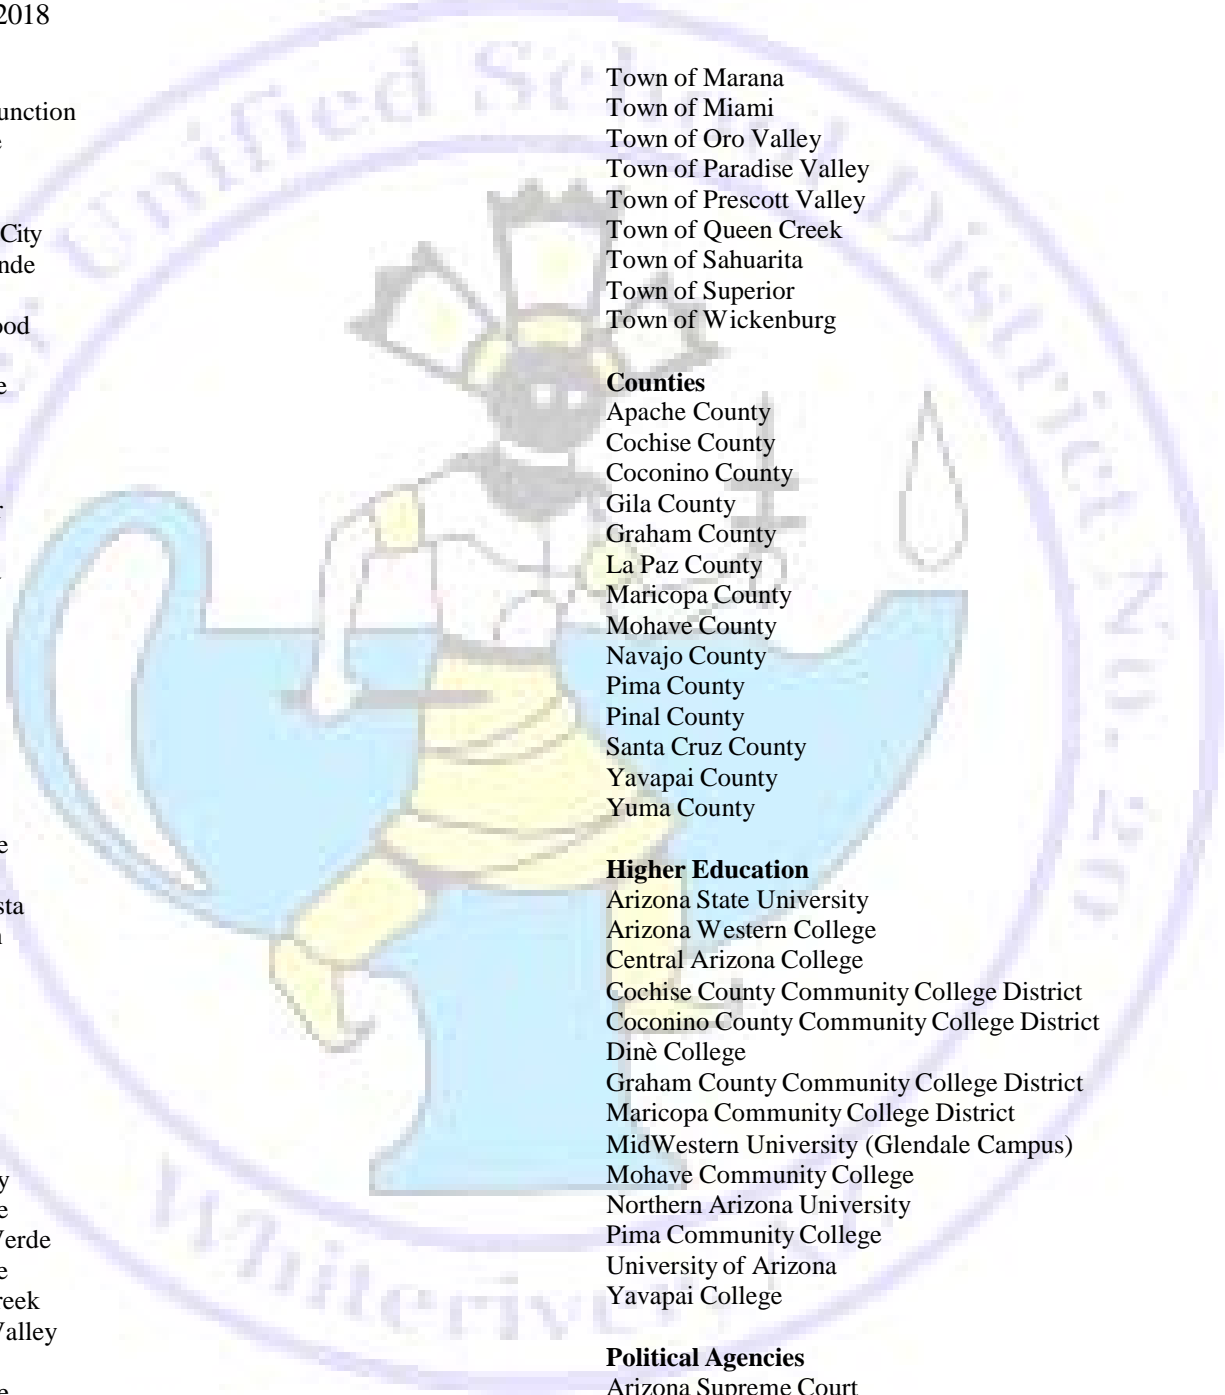 2018
unction
City
nde
ood
sta
Verde
reek
Valley
Town of Marana
Town of Miami
Town of Oro Valley
Town of Paradise Valley
Town of Prescott Valley
Town of Queen Creek
Town of Sahuarita
Town of Superior
Town of Wickenburg
Counties
Apache County
Cochise County
Coconino County
Gila County
Graham County
La Paz County
Maricopa County
Mohave County
Navajo County
Pima County
Pinal County
Santa Cruz County
Yavapai County
Yuma County
Higher Education
Arizona State University
Arizona Western College
Central Arizona College
Cochise County Community College District
Coconino County Community College District
Dinè College
Graham County Community College District
Maricopa Community College District
MidWestern University (Glendale Campus)
Mohave Community College
Northern Arizona University
Pima Community College
University of Arizona
Yavapai College
Political Agencies
Arizona Supreme Court
Unified School District No. 20
Whiteriver